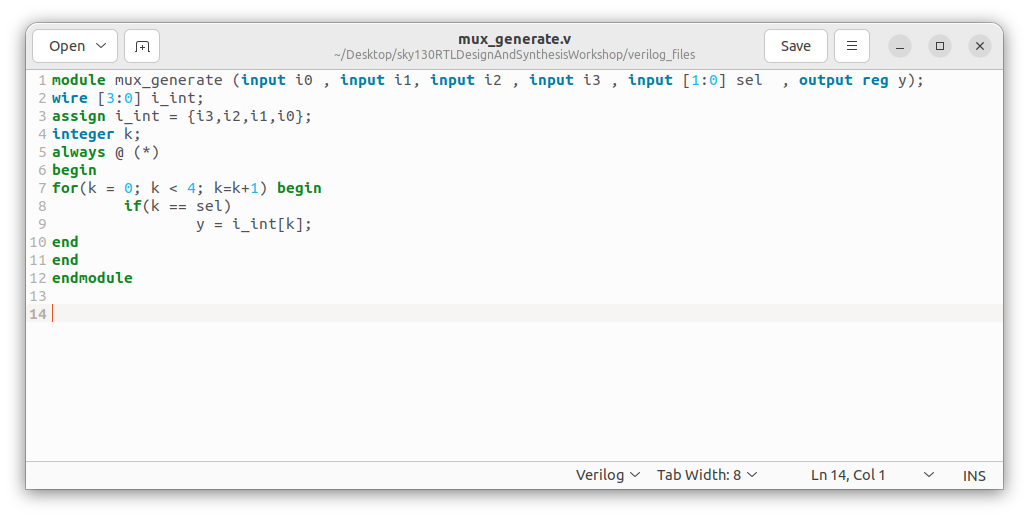 Open
mux_generate.v
~/Desktop/sky130RTLDesignAndSynthesisWorkshop/verilog_files
Save
1 module mux_generate (input i0 , input i1, input i2 , input i3 , input [1:0] sel  , output reg y);
2 wire [3:0] i_int;
3 assign i_int = {i3,i2,i1,i0};
4 integer k;
5 always @ (*)
6 begin
7 for(k = 0; k < 4; k=k+1) begin
8         if(k == sel)
9                 y = i_int[k];
10 end
11 end
12 endmodule
13
14
Verilog
Tab Width: 8
Ln 14, Col 1
INS